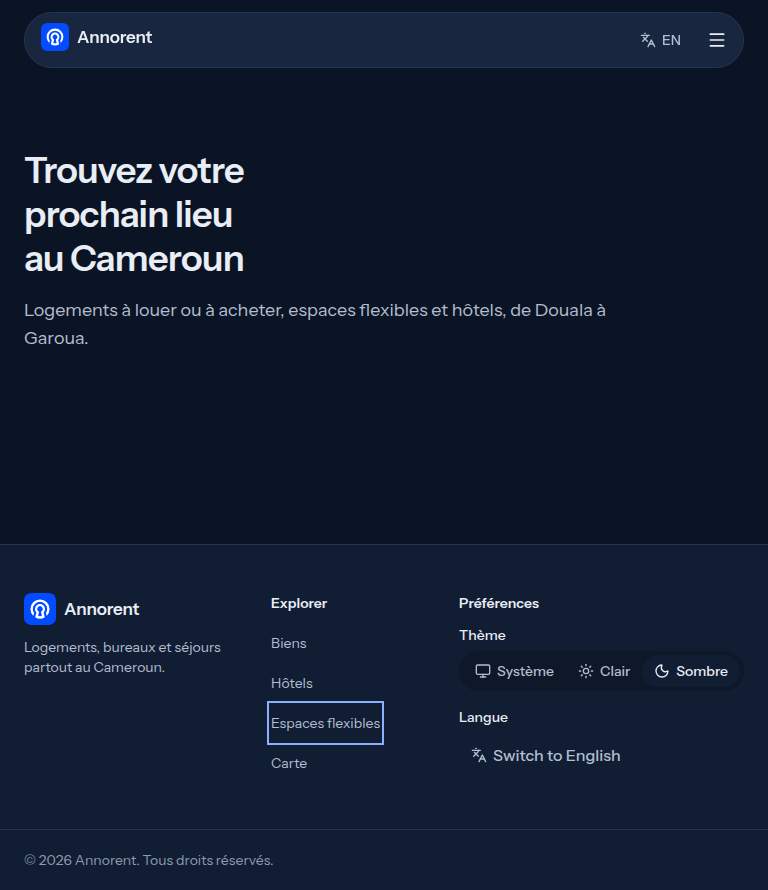 Annorent
EN
Trouvez votre
prochain lieu
au Cameroun
Logements à louer ou à acheter, espaces flexibles et hôtels, de Douala à
Garoua.
Annorent
Logements, bureaux et séjours
partout au Cameroun.
Explorer
Biens
Hôtels
Espaces flexibles
Carte
Préférences
Thème
Système Clair Sombre
Langue
Switch to English
© 2026 Annorent. Tous droits réservés.